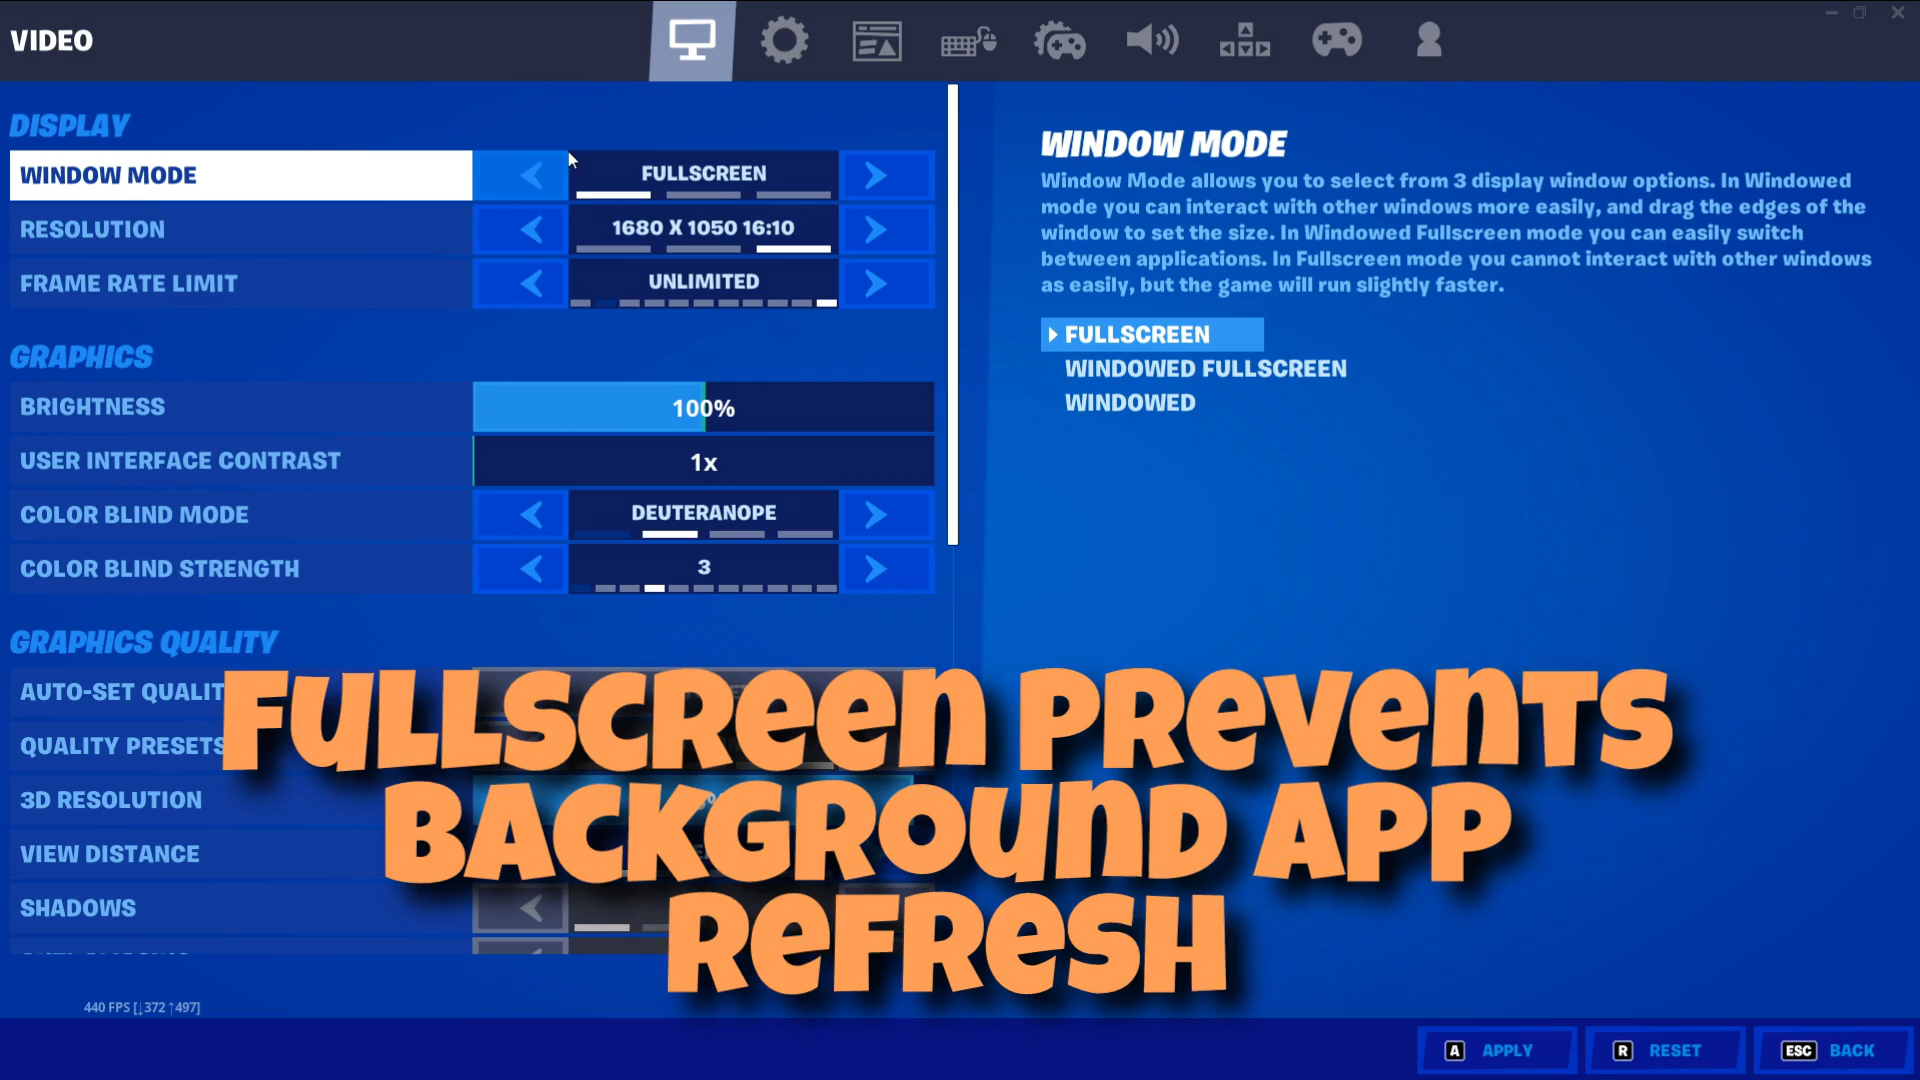 VIDEO
DISPLAY
WINDOW MODE
FULLSCREEN
RESOLUTION
1680 X 1050 16:10
FRAME RATE LIMIT
UNLIMITED
GRAPHICS
BRIGHTNESS
100%
USER INTERFACE CONTRAST
1x
COLOR BLIND MODE
DEUTERANOPE
COLOR BLIND STRENGTH
3
GRAPHICS QUALITY
AUTO-SET QUALIT
QUALITY PRESETS
3D RESOLUTION
VIEW DISTANCE
SHADOWS
WINDOW MODE
Window Mode allows you to select from 3 display window options. In Windowed
mode you can interact with other windows more easily, and drag the edges of the
window to set the size. In Windowed Fullscreen mode you can easily switch
between applications. In Fullscreen mode you cannot interact with other windows
as easily, but the game will run slightly faster.
FULLSCREEN
WINDOWED FULLSCREEN
WINDOWED
FULLSCREEN PREVENTS
BACKGROUND APP
REFRESH
440 FPS [↓372 ↑497]
A APPLY
R RESET
ESC BACK